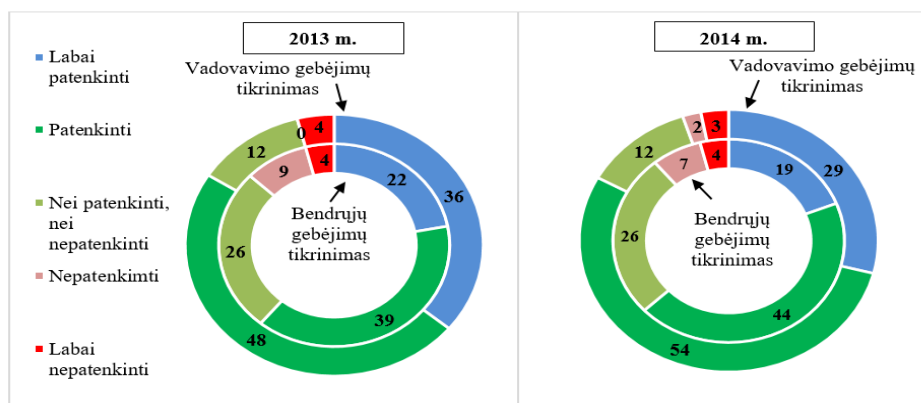 Labai
patenkinti
Patenkinti
Nei patenkinti,
nei
nepatenkinti
Nepatenkimti
Labai
nepatenkinti
2013 m.
Vadovavimo gebėjimų
tikrinimas
36
48
12
0
4
22
39
26
9
4
Bendrųjų
gebėjimų
tikrinimas
2014 m.
Vadovavimo gebėjimų
tikrinimas
29
54
12
2
3
19
44
26
7
4
Bendrųjų
gebėjimų
tikrinimas